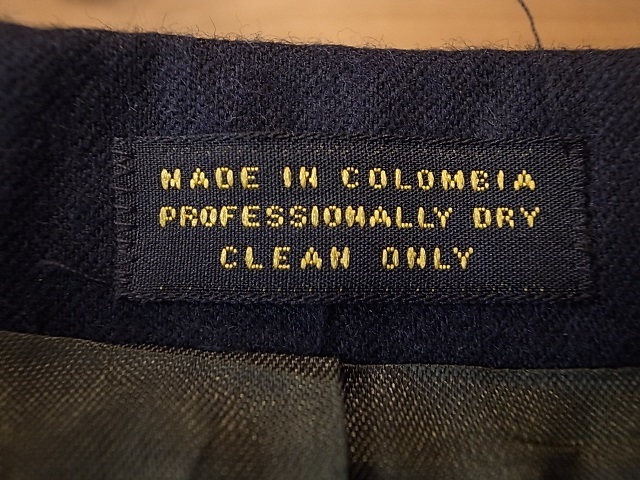 MADE IN COLOMBIA
PROFESSIONALLY DRY
CLEAN ONLY